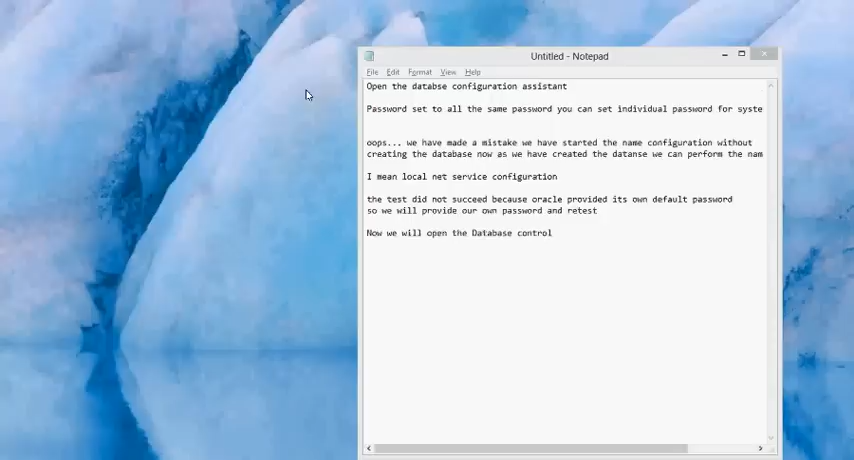 Untitled - Notepad
File Edit Format View Help
Open the databse configuration assistant
Password set to all the same password you can set individual password for syste
oops... we have made a mistake we have started the name configuration without
creating the database now as we have created the datanse we can perform the nam
I mean local net service configuration
the test did not succeed because oracle provided its own default password
so we will provide our own password and retest
Now we will open the Database control